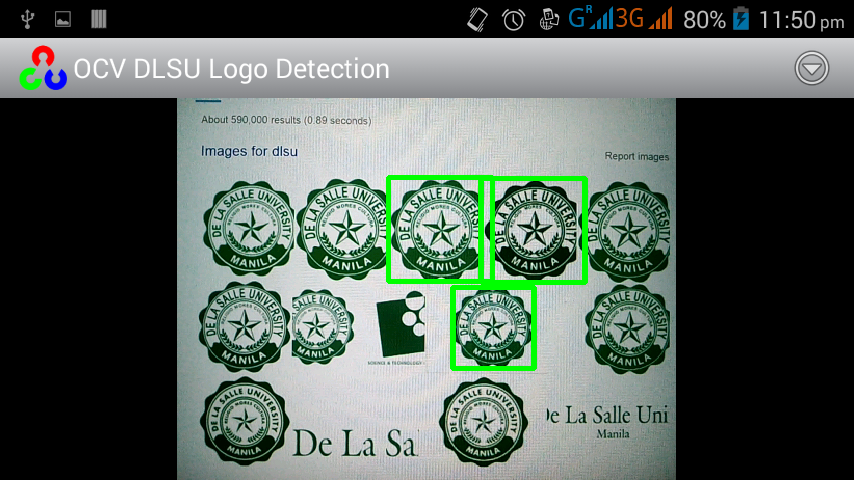 G R 3G 80% 11:50 pm
OCV DLSU Logo Detection
About 590,000 results (0.89 seconds)
Images for dlsu
Report images
DE LA SALLE UNIVERSITY MANILA
DE LA SALLE UNIVERSITY MANILA
DE LA SALLE UNIVERSITY MANILA
DE LA SALLE UNIVERSITY MANILA
DE LA SALLE UNIVERSITY MANILA
DE LA SALLE UNIVERSITY MANILA
SALLE UNIVERSITY MANILA
& TECHNOLOGY
DE LA SALLE UNIVERSITY MANILA
DE LA SALLE UNIVERSITY MANILA
DE LA SALLE UNIVERSITY MANILA
De La Sa
DE LA SALLE UNIVERSITY MANILA
De La Salle Uni
Manila